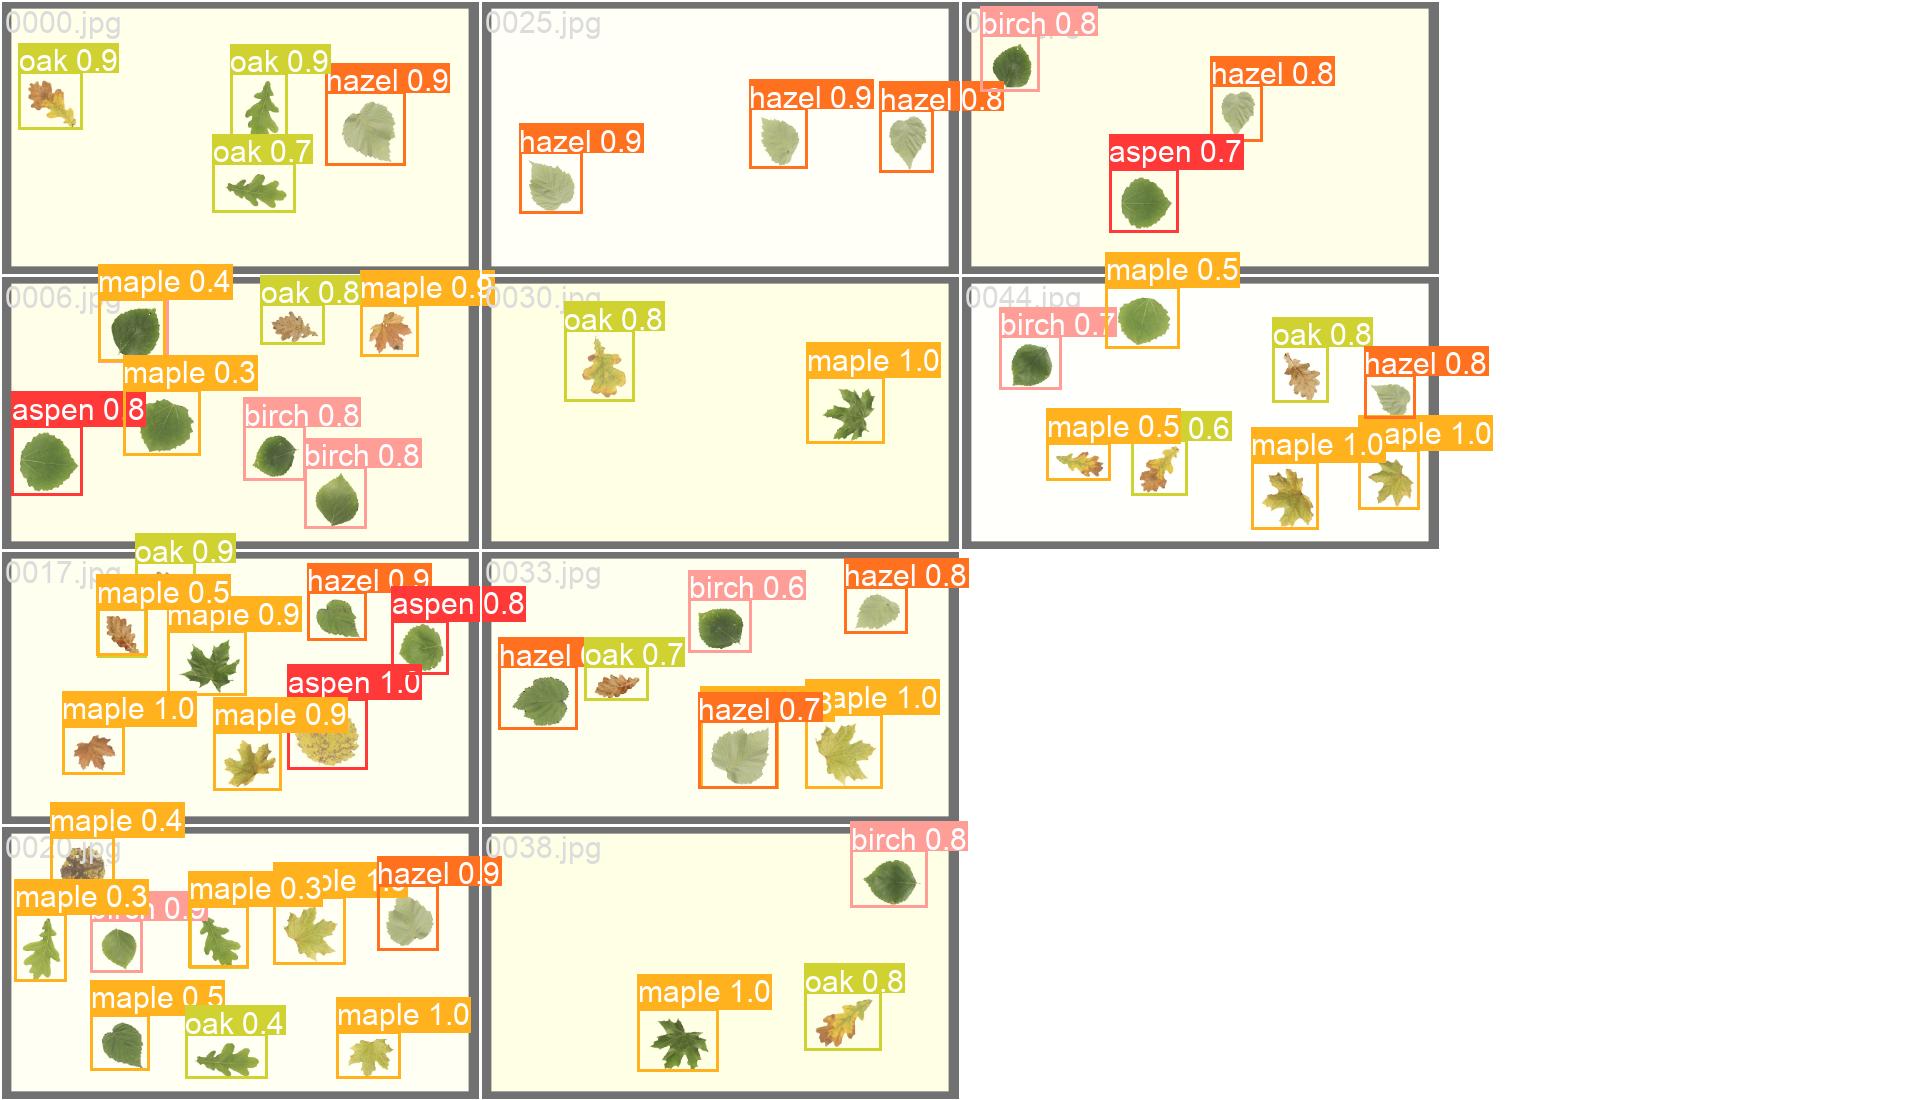 0000.jpg
oak 0.9
oak 0.9
hazel 0.9
oak 0.7
0025.jpg
hazel 0.9
hazel 0.8
hazel 0.9
birch 0.8
hazel 0.8
aspen 0.7
0006.jpg
maple 0.4
oak 0.8
maple 0.9
maple 0.3
aspen 0.8
birch 0.8
birch 0.8
0030.jpg
oak 0.8
maple 1.0
0044.jpg
maple 0.5
birch 0.7
oak 0.8
hazel 0.8
maple 0.5
0.6
maple 1.0
aple 1.0
0017.jpg
oak 0.9
maple 0.5
maple 0.9
hazel 0.9
aspen 0.8
aspen 1.0
maple 1.0
maple 0.9
0033.jpg
birch 0.6
hazel 0.8
hazel
oak 0.7
hazel 0.7
aple 1.0
0020.jpg
maple 0.4
maple 0.3
birch 0.9
maple 0.3
hazel 0.9
maple 0.5
oak 0.4
maple 1.0
0038.jpg
birch 0.8
maple 1.0
oak 0.8